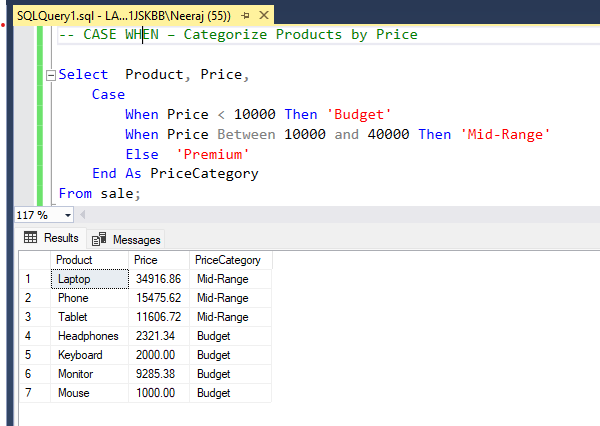 SQLQuery1.sql - LA...1JSKBB\Neeraj (55))
-- CASE WHEN – Categorize Products by Price
Select Product, Price,
Case
When Price < 10000 Then 'Budget'
When Price Between 10000 and 40000 Then 'Mid-Range'
Else 'Premium'
End As PriceCategory
From sale;
117 %
Results Messages
Product Price PriceCategory
1 Laptop 34916.86 Mid-Range
2 Phone 15475.62 Mid-Range
3 Tablet 11606.72 Mid-Range
4 Headphones 2321.34 Budget
5 Keyboard 2000.00 Budget
6 Monitor 9285.38 Budget
7 Mouse 1000.00 Budget